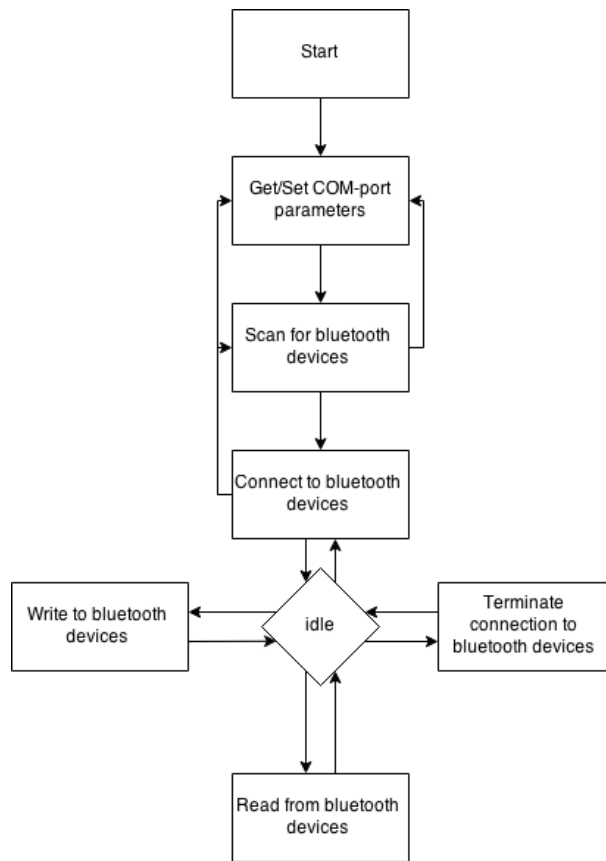 Start
Get/Set COM-port
parameters
Scan for bluetooth
devices
Connect to bluetooth
devices
Write to bluetooth
devices
idle
Terminate
connection to
bluetooth devices
Read from bluetooth
devices